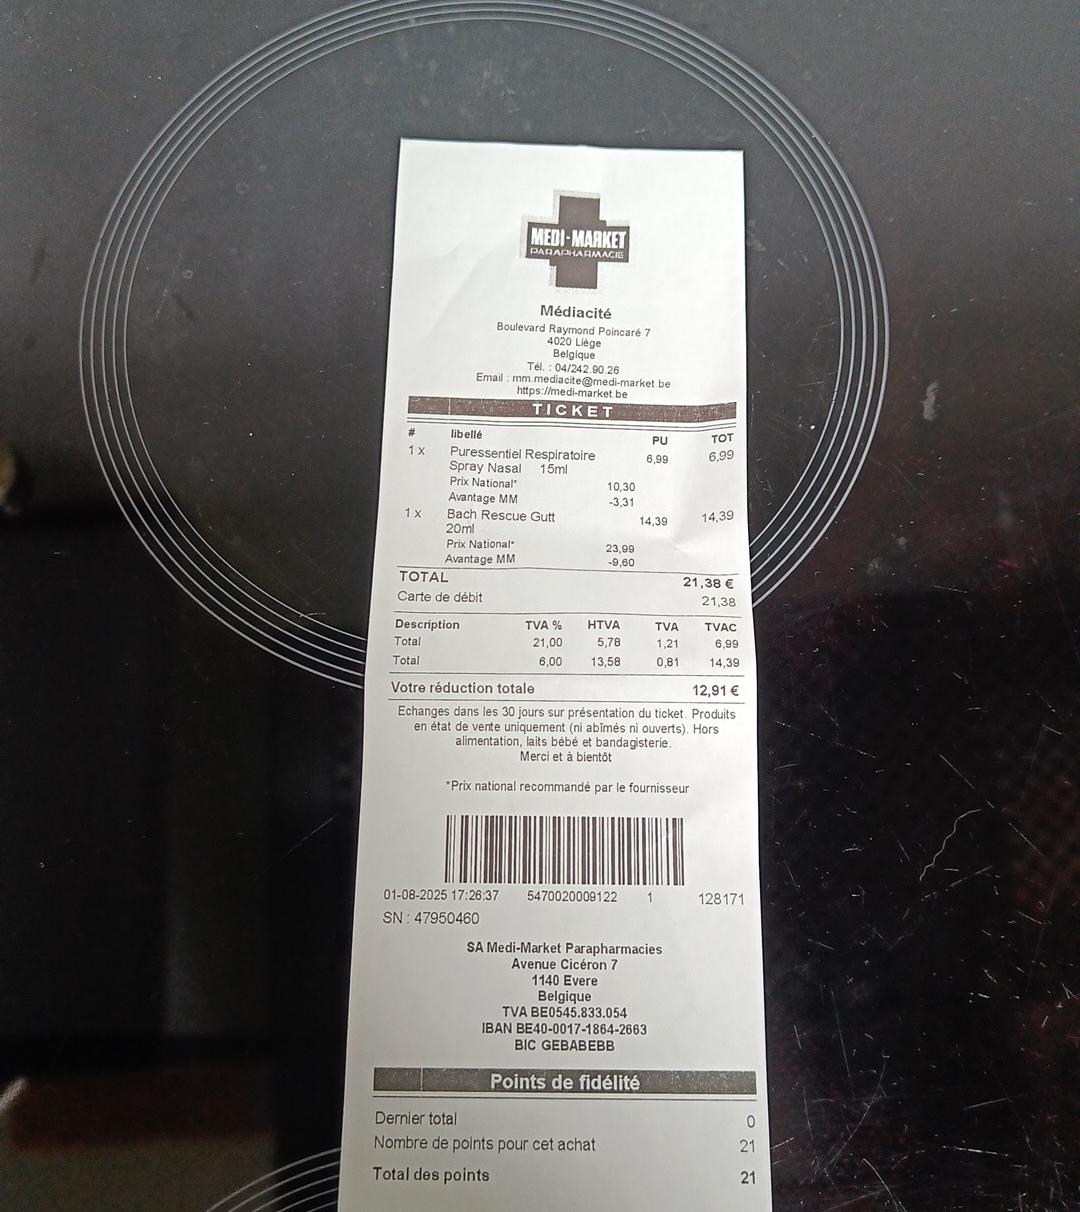 MEDI-MARKET
PARAPHARMACIE
Médiacité
Boulevard Raymond Poincaré 7
4020 Liège
Belgique
Tél. : 04/242.90.26
Email : mm.mediacite@medi-market.be
https://medi-market.be
TICKET
# libellé PU TOT
1 x Puressentiel Respiratoire 6,99 6,99
Spray Nasal 15ml
Prix National* 10,30
Avantage MM -3,31
1 x Bach Rescue Gutt 14,39 14,39
20ml
Prix National* 23,99
Avantage MM -9,60
TOTAL 21,38 €
Carte de débit 21,38
Description TVA % HTVA TVA TVAC
Total 21,00 5,78 1,21 6,99
Total 6,00 13,58 0,81 14,39
Votre réduction totale 12,91 €
Echanges dans les 30 jours sur présentation du ticket. Produits
en état de vente uniquement (ni abîmés ni ouverts). Hors
alimentation, laits bébé et bandagisterie.
Merci et à bientôt
*Prix national recommandé par le fournisseur
01-08-2025 17:26:37 5470020009122 1 128171
SN : 47950460
SA Medi-Market Parapharmacies
Avenue Cicéron 7
1140 Evere
Belgique
TVA BE0545.833.054
IBAN BE40-0017-1864-2663
BIC GEBABEBB
Points de fidélité
Dernier total 0
Nombre de points pour cet achat 21
Total des points 21